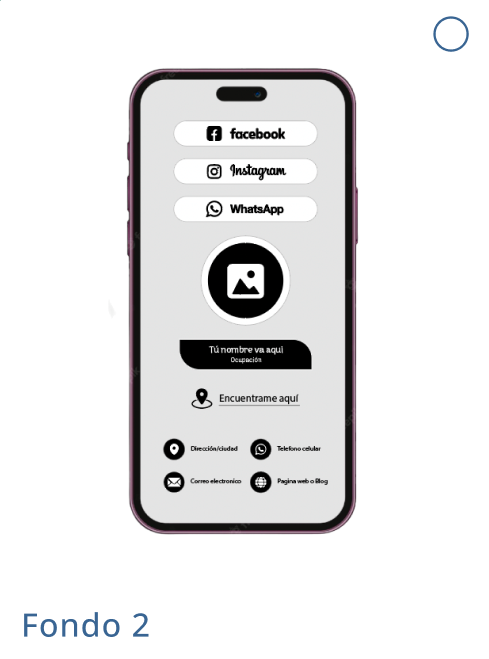 facebook
Instagram
WhatsApp
Tú nombre va aquí
Ocupación
Encuentrame aquí
Dirección/ciudad
Telefono celular
Correo electronico
Pagina web o Blog
Fondo 2